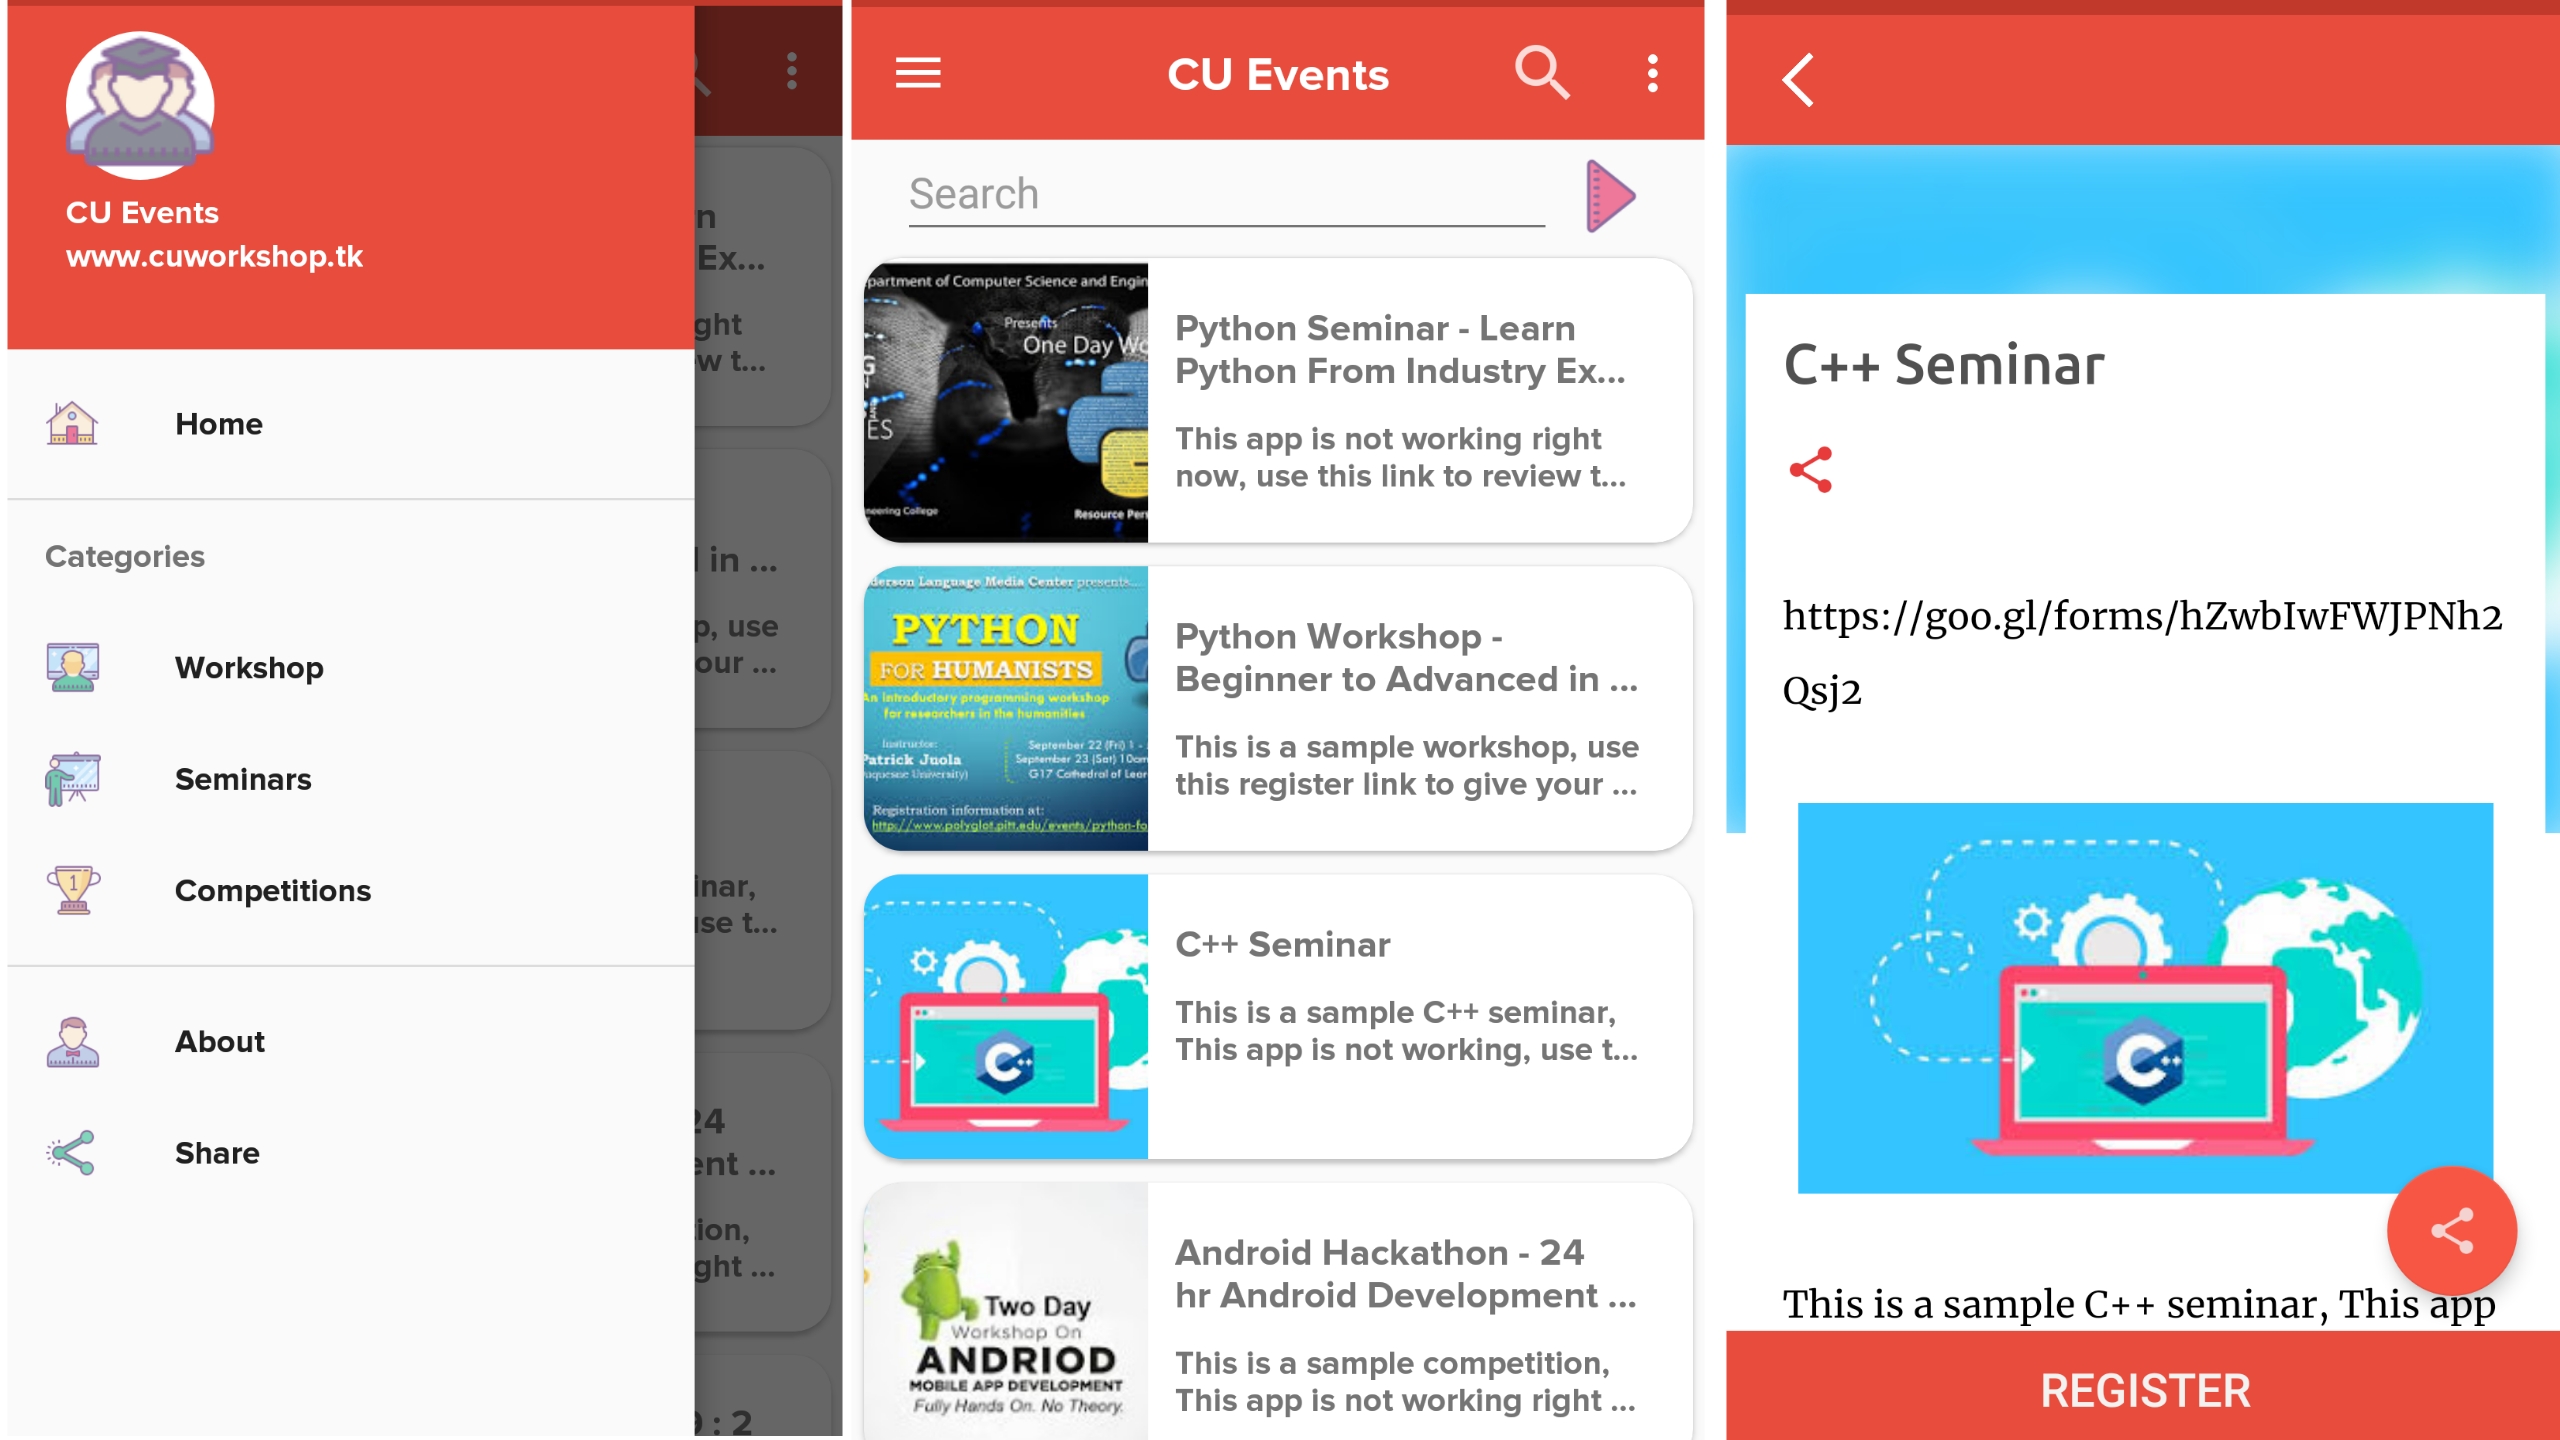 CU Events
www.cuworkshop.tk
Home
Categories
Workshop
Seminars
Competitions
About
Share
n
Ex...
ght
w t...
in ...
p, use
our ...
inar,
use t...
24
ent ...
ion,
ght ...
9 : 2
CU Events
Search
partment of Computer Science and Engin
Presents
One Day Wo
G
AND
ES
neering College
Resource Pers
Python Seminar - Learn
Python From Industry Ex...
This app is not working right
now, use this link to review t...
derson Language Media Center presents...
PYTHON
FOR HUMANISTS
An introductory programming workshop
for researchers in the humanities
Instructor:
Patrick Juola
uquesne University)
September 22 (Fri) 1 -
September 23 (Sat) 10am
G17 Cathedral of Lear
Registration information at:
http://www.polyglot.pitt.edu/events/python-fo
Python Workshop -
Beginner to Advanced in ...
This is a sample workshop, use
this register link to give your ...
C++
C++ Seminar
This is a sample C++ seminar,
This app is not working, use t...
Two Day
Workshop On
ANDRIOD
MOBILE APP DEVELOPMENT
Fully Hands On. No Theory.
Android Hackathon - 24
hr Android Development ...
This is a sample competition,
This app is not working right ...
C++ Seminar
https://goo.gl/forms/hZwbIwFWJPNh2
Qsj2
1
C++
This is a sample C++ seminar, This app
REGISTER